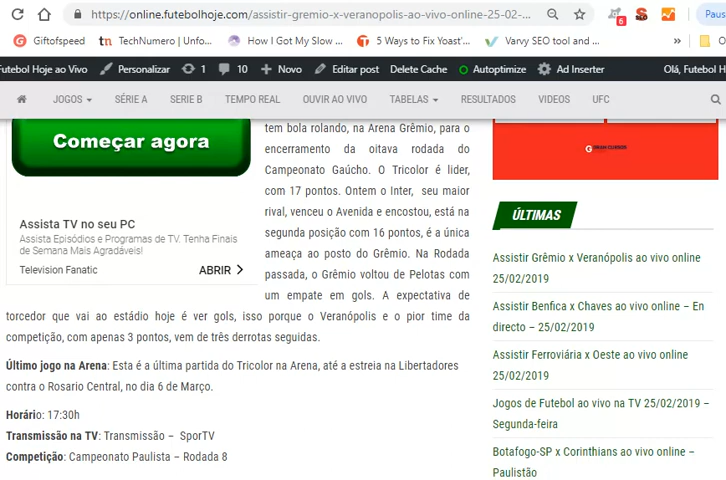 https://online.futebolhoje.com/assistir-gremio-x-veranopolis-ao-vivo-online-25-02-...
6
SLO
Paus
Giftofspeed
TechNumero | Unfo...
How I Got My Slow ...
5 Ways to Fix Yoast'...
Varvy SEO tool and ...
»
O
Futebol Hoje ao Vivo
Personalizar
1
10
Novo
Editar post
Delete Cache
Autoptimize
Ad Inserter
Olá, Futebol H
JOGOS
SÉRIE A
SERIE B
TEMPO REAL
OUVIR AO VIVO
TABELAS
RESULTADOS
VIDEOS
UFC
Começar agora
Assista TV no seu PC
Assista Episódios e Programas de TV. Tenha Finais
de Semana Mais Agradáveis!
Television Fanatic
ABRIR
tem bola rolando, na Arena Grêmio, para o
encerramento da oitava rodada do
Campeonato Gaúcho. O Tricolor é lider,
com 17 pontos. Ontem o Inter, seu maior
rival, venceu o Avenida e encostou, está na
segunda posição com 16 pontos, é a única
ameaça ao posto do Grêmio. Na Rodada
passada, o Grêmio voltou de Pelotas com
um empate em gols. A expectativa de
torcedor que vai ao estádio hoje é ver gols, isso porque o Veranópolis e o pior time da
competição, com apenas 3 pontos, vem de três derrotas seguidas.
Último jogo na Arena: Esta é a última partida do Tricolor na Arena, até a estreia na Libertadores
contra o Rosario Central, no dia 6 de Março.
Horário: 17:30h
Transmissão na TV: Transmissão – SporTV
Competição: Campeonato Paulista – Rodada 8
GRAN CURSOS
ÚLTIMAS
Assistir Grêmio x Veranópolis ao vivo online
25/02/2019
Assistir Benfica x Chaves ao vivo online – En
directo – 25/02/2019
Assistir Ferroviária x Oeste ao vivo online
25/02/2019
Jogos de Futebol ao vivo na TV 25/02/2019 –
Segunda-feira
Botafogo-SP x Corinthians ao vivo online –
Paulistão